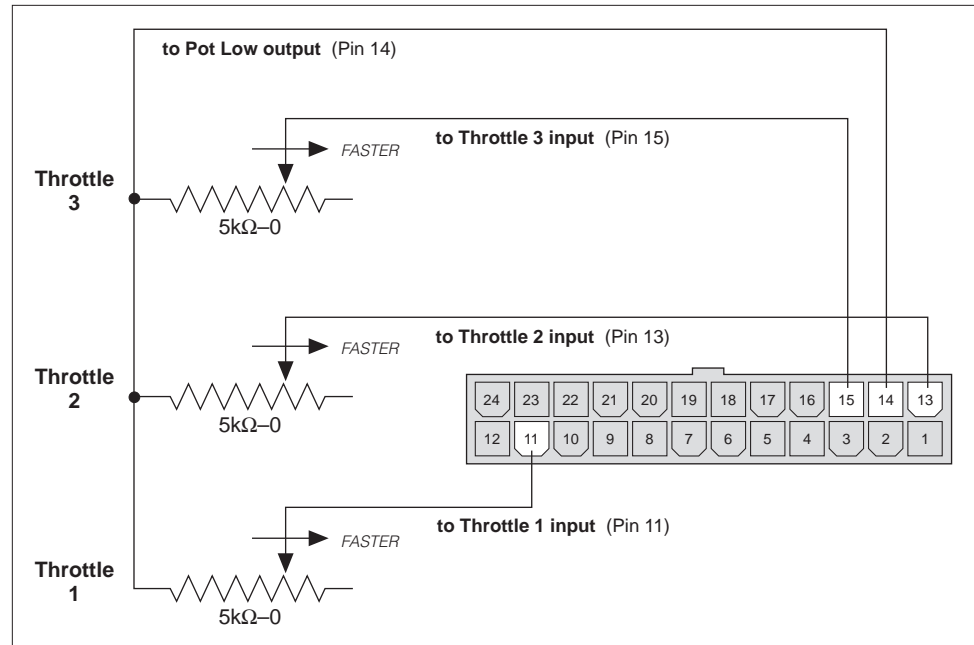 to Pot Low output (Pin 14)
to Throttle 3 input (Pin 15)
FASTER
Throttle
3
5kΩ–0
to Throttle 2 input (Pin 13)
FASTER
Throttle
2
5kΩ–0
24 23 22 21 20 19 18 17 16 15 14 13
12 11 10 9 8 7 6 5 4 3 2 1
to Throttle 1 input (Pin 11)
FASTER
Throttle
1
5kΩ–0